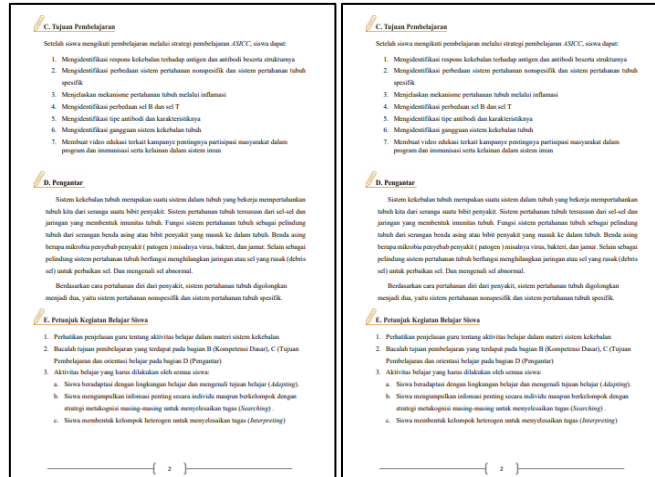 C. Tujuan Pembelajaran
Setelah siswa mengikuti pembelajaran melalui strategi pembelajaran ASICC, siswa dapat:
1. Mengidentifikasi respons kekebalan terhadap antigen dan antibodi beserta strukturnya
2. Mengidentifikasi perbedaan sistem pertahanan nonspesifik dan sistem pertahanan tubuh
spesifik
3. Menjelaskan mekanisme pertahanan tubuh melalui inflamasi
4. Mengidentifikasi perbedaan sel B dan sel T
5. Mengidentifikasi tipe antibodi dan karakteristiknya
6. Mengidentifikasi gangguan sistem kekebalan tubuh
7. Membuat video edukasi terkait kampanye pentingnya partisipasi masyarakat dalam
program dan immunisasi serta kelainan dalam sistem imun
D. Pengantar
Sistem kekebalan tubuh merupakan suatu sistem dalam tubuh yang bekerja mempertahankan
tubuh kita dari seranga suatu bibit penyakit. Sistem pertahanan tubuh tersusun dari sel-sel dan
jaringan yang membentuk imunitas tubuh. Fungsi sistem pertahanan tubuh sebagai pelindung
tubuh dari serangan benda asing atau bibit penyakit yang masuk ke dalam tubuh. Benda asing
berupa mikrobia penyebab penyakit ( patogen ) misalnya virus, bakteri, dan jamur. Selain sebagai
pelindung sistem pertahanan tubuh berfungsi menghilangkan jaringan atau sel yang rusak (debris
sel) untuk perbaikan sel. Dan mengenali sel abnormal.
Berdasarkan cara pertahanan diri dari penyakit, sistem pertahanan tubuh digolongkan
menjadi dua, yaitu sistem pertahanan nonspesifik dan sistem pertahanan tubuh spesifik.
E. Petunjuk Kegiatan Belajar Siswa
1. Perhatikan penjelasan guru tentang aktivitas belajar dalam materi sistem kekebalan
2. Bacalah tujuan pembelajaran yang terdapat pada bagian B (Kompetensi Dasar), C (Tujuan
Pembelajaran dan orientasi belajar pada bagian D (Pengantar)
3. Aktivitas belajar yang harus dilakukan oleh semua siswa:
a. Siswa beradaptasi dengan lingkungan belajar dan mengenali tujuan belajar (Adapting).
b. Siswa mengumpulkan infomasi penting secara individu maupun berkelompok dengan
strategi metakognisi masing-masing untuk menyelesaikan tugas (Searching) .
c. Siswa membentuk kelompok heterogen untuk menyelesaikan tugas (Interpreting)
2
C. Tujuan Pembelajaran
Setelah siswa mengikuti pembelajaran melalui strategi pembelajaran ASICC, siswa dapat:
1. Mengidentifikasi respons kekebalan terhadap antigen dan antibodi beserta strukturnya
2. Mengidentifikasi perbedaan sistem pertahanan nonspesifik dan sistem pertahanan tubuh
spesifik
3. Menjelaskan mekanisme pertahanan tubuh melalui inflamasi
4. Mengidentifikasi perbedaan sel B dan sel T
5. Mengidentifikasi tipe antibodi dan karakteristiknya
6. Mengidentifikasi gangguan sistem kekebalan tubuh
7. Membuat video edukasi terkait kampanye pentingnya partisipasi masyarakat dalam
program dan immunisasi serta kelainan dalam sistem imun
D. Pengantar
Sistem kekebalan tubuh merupakan suatu sistem dalam tubuh yang bekerja mempertahankan
tubuh kita dari seranga suatu bibit penyakit. Sistem pertahanan tubuh tersusun dari sel-sel dan
jaringan yang membentuk imunitas tubuh. Fungsi sistem pertahanan tubuh sebagai pelindung
tubuh dari serangan benda asing atau bibit penyakit yang masuk ke dalam tubuh. Benda asing
berupa mikrobia penyebab penyakit ( patogen ) misalnya virus, bakteri, dan jamur. Selain sebagai
pelindung sistem pertahanan tubuh berfungsi menghilangkan jaringan atau sel yang rusak (debris
sel) untuk perbaikan sel. Dan mengenali sel abnormal.
Berdasarkan cara pertahanan diri dari penyakit, sistem pertahanan tubuh digolongkan
menjadi dua, yaitu sistem pertahanan nonspesifik dan sistem pertahanan tubuh spesifik.
E. Petunjuk Kegiatan Belajar Siswa
1. Perhatikan penjelasan guru tentang aktivitas belajar dalam materi sistem kekebalan
2. Bacalah tujuan pembelajaran yang terdapat pada bagian B (Kompetensi Dasar), C (Tujuan
Pembelajaran dan orientasi belajar pada bagian D (Pengantar)
3. Aktivitas belajar yang harus dilakukan oleh semua siswa:
a. Siswa beradaptasi dengan lingkungan belajar dan mengenali tujuan belajar (Adapting).
b. Siswa mengumpulkan infomasi penting secara individu maupun berkelompok dengan
strategi metakognisi masing-masing untuk menyelesaikan tugas (Searching) .
c. Siswa membentuk kelompok heterogen untuk menyelesaikan tugas (Interpreting)
2